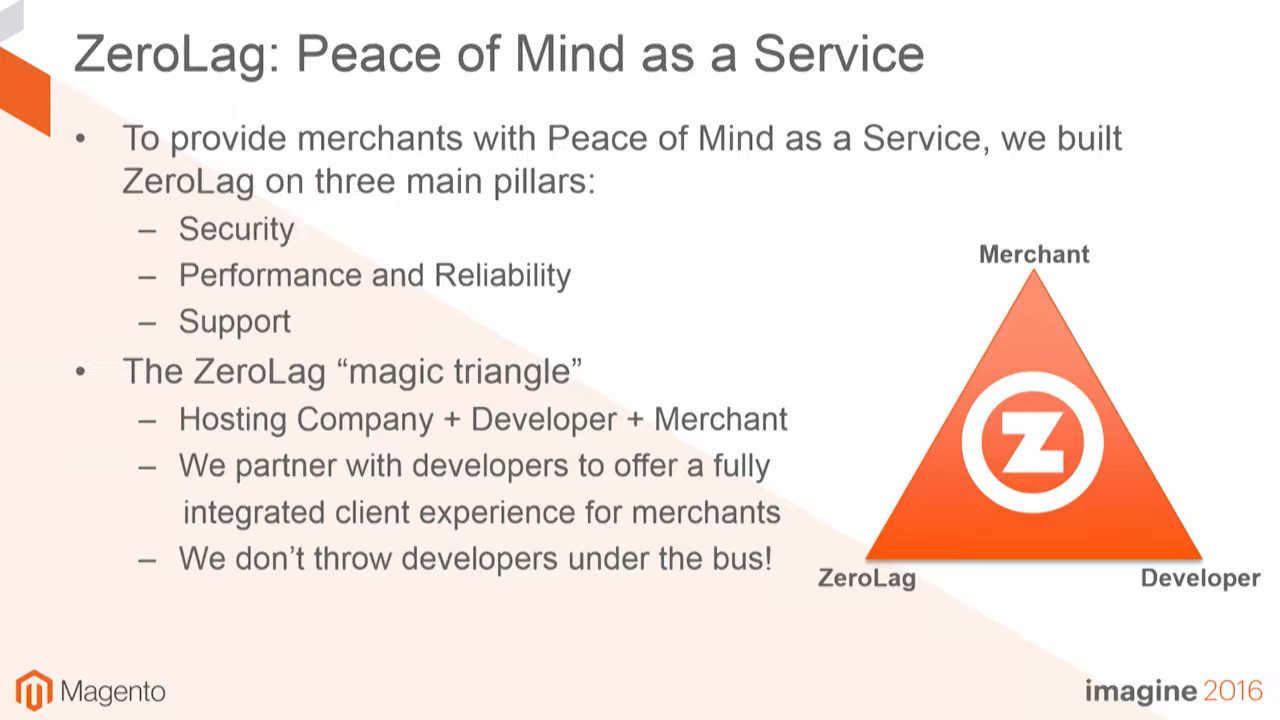 ZeroLag: Peace of Mind as a Service
• To provide merchants with Peace of Mind as a Service, we built
ZeroLag on three main pillars:
– Security
– Performance and Reliability
– Support
• The ZeroLag “magic triangle”
– Hosting Company + Developer + Merchant
– We partner with developers to offer a fully
integrated client experience for merchants
– We don’t throw developers under the bus!
Merchant
Z
ZeroLag
Developer
Magento
imagine 2016